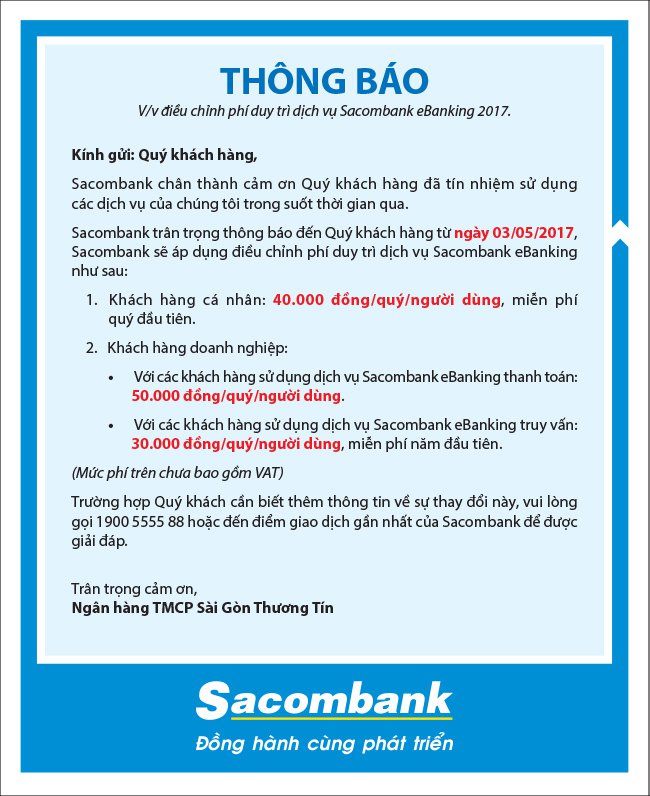 THÔNG BÁO
V/v điều chỉnh phí duy trì dịch vụ Sacombank eBanking 2017.
Kính gửi: Quý khách hàng,
Sacombank chân thành cảm ơn Quý khách hàng đã tín nhiệm sử dụng
các dịch vụ của chúng tôi trong suốt thời gian qua.
Sacombank trân trọng thông báo đến Quý khách hàng từ ngày 03/05/2017,
Sacombank sẽ áp dụng điều chỉnh phí duy trì dịch vụ Sacombank eBanking
như sau:
1. Khách hàng cá nhân: 40.000 đồng/quý/người dùng, miễn phí
quý đầu tiên.
2. Khách hàng doanh nghiệp:
• Với các khách hàng sử dụng dịch vụ Sacombank eBanking thanh toán:
50.000 đồng/quý/người dùng.
• Với các khách hàng sử dụng dịch vụ Sacombank eBanking truy vấn:
30.000 đồng/quý/người dùng, miễn phí năm đầu tiên.
(Mức phí trên chưa bao gồm VAT)
Trường hợp Quý khách cần biết thêm thông tin về sự thay đổi này, vui lòng
gọi 1900 5555 88 hoặc đến điểm giao dịch gần nhất của Sacombank để được
giải đáp.
Trân trọng cảm ơn,
Ngân hàng TMCP Sài Gòn Thương Tín
Sacombank
Đồng hành cùng phát triển